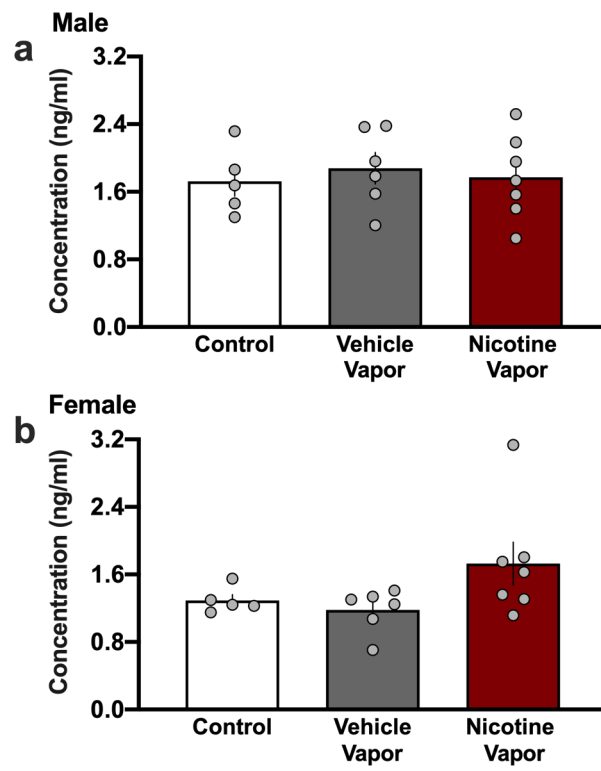 Male
a
Concentration (ng/ml)
3.2
2.4
1.6
0.8
0.0
Control
Vehicle
Vapor
Nicotine
Vapor
Female
b
Concentration (ng/ml)
3.2
2.4
1.6
0.8
0.0
Control
Vehicle
Vapor
Nicotine
Vapor